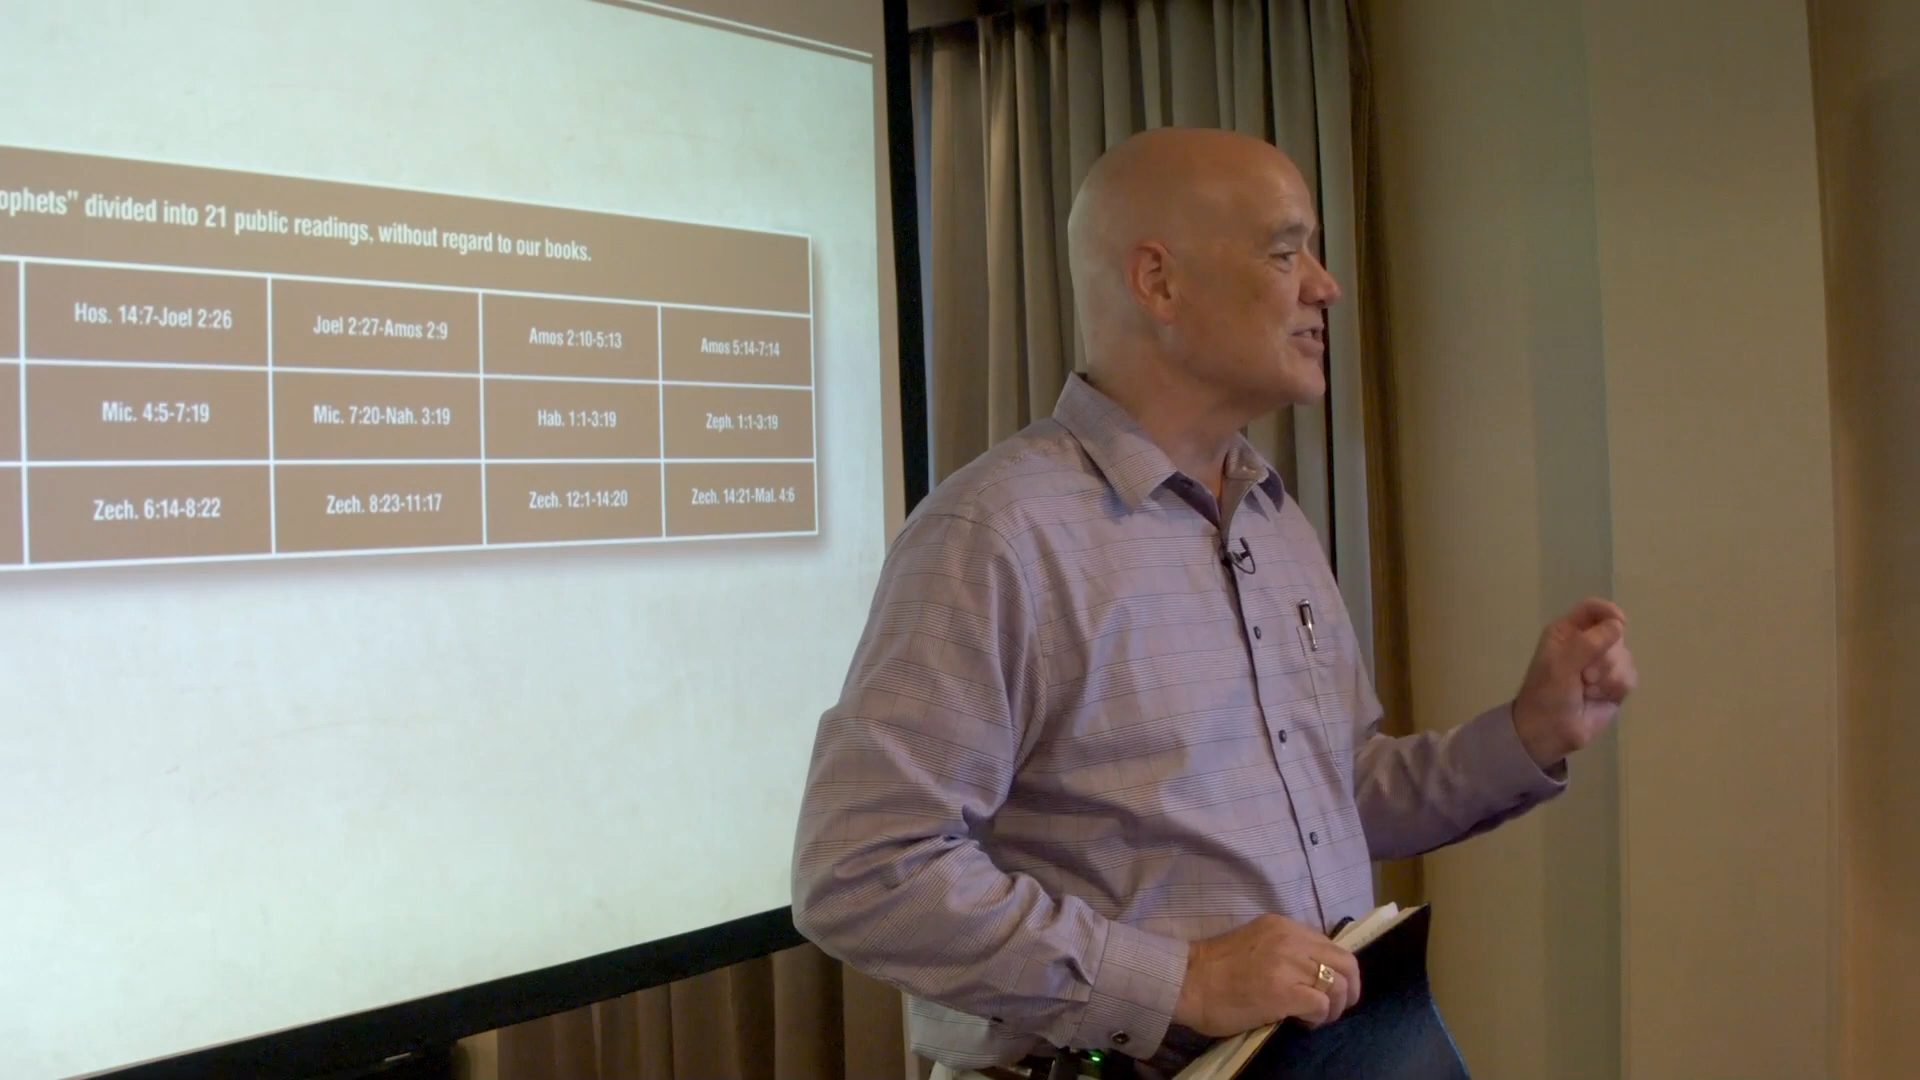 ophets" divided into 21 public readings, without regard to our books.
Hos. 14:7-Joel 2:26 Joel 2:27-Amos 2:9 Amos 2:10-5:13 Amos 5:14-7:14
Mic. 4:5-7:19 Mic. 7:20-Nah. 3:19 Hab. 1:1-3:19 Zeph. 1:1-3:19
Zech. 6:14-8:22 Zech. 8:23-11:17 Zech. 12:1-14:20 Zech. 14:21-Mal. 4:6